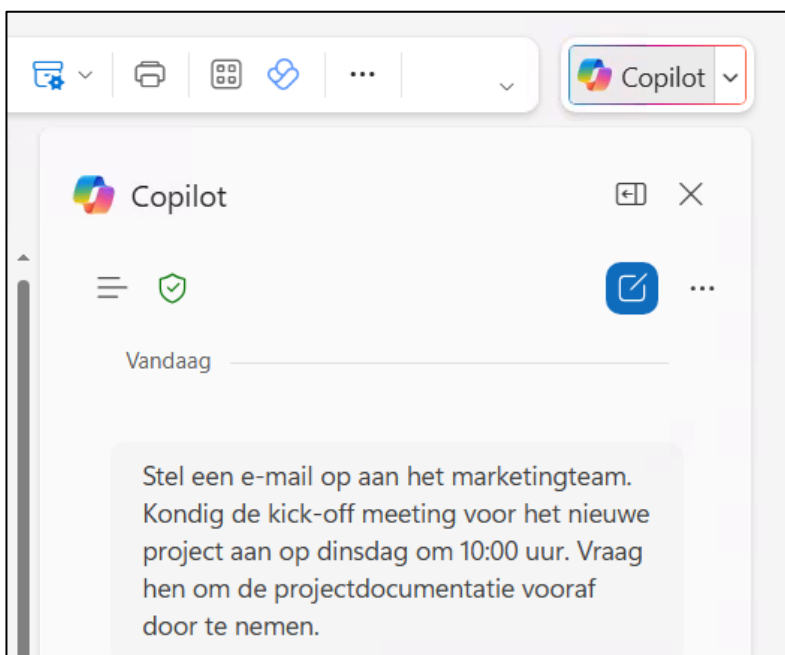 Copilot
Copilot
Vandaag
Stel een e-mail op aan het marketingteam.
Kondig de kick-off meeting voor het nieuwe
project aan op dinsdag om 10:00 uur. Vraag
hen om de projectdocumentatie vooraf
door te nemen.